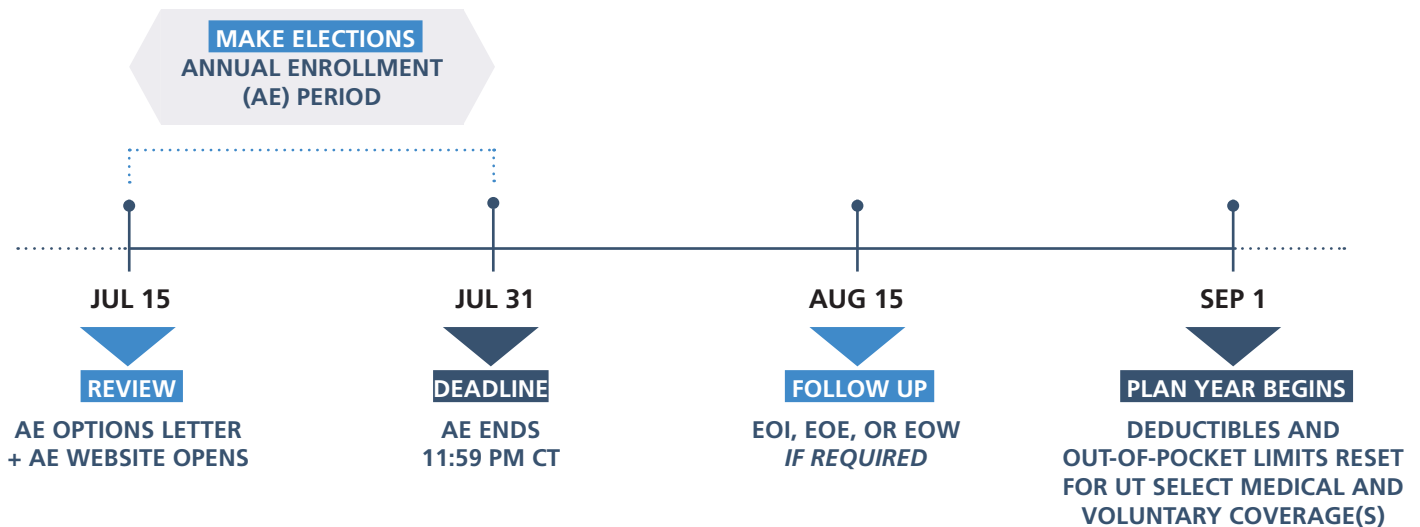 MAKE ELECTIONS
ANNUAL ENROLLMENT
(AE) PERIOD
JUL 15
REVIEW
AE OPTIONS LETTER
+ AE WEBSITE OPENS
JUL 31
DEADLINE
AE ENDS
11:59 PM CT
AUG 15
FOLLOW UP
EOI, EOE, OR EOW
IF REQUIRED
SEP 1
PLAN YEAR BEGINS
DEDUCTIBLES AND
OUT-OF-POCKET LIMITS RESET
FOR UT SELECT MEDICAL AND
VOLUNTARY COVERAGE(S)